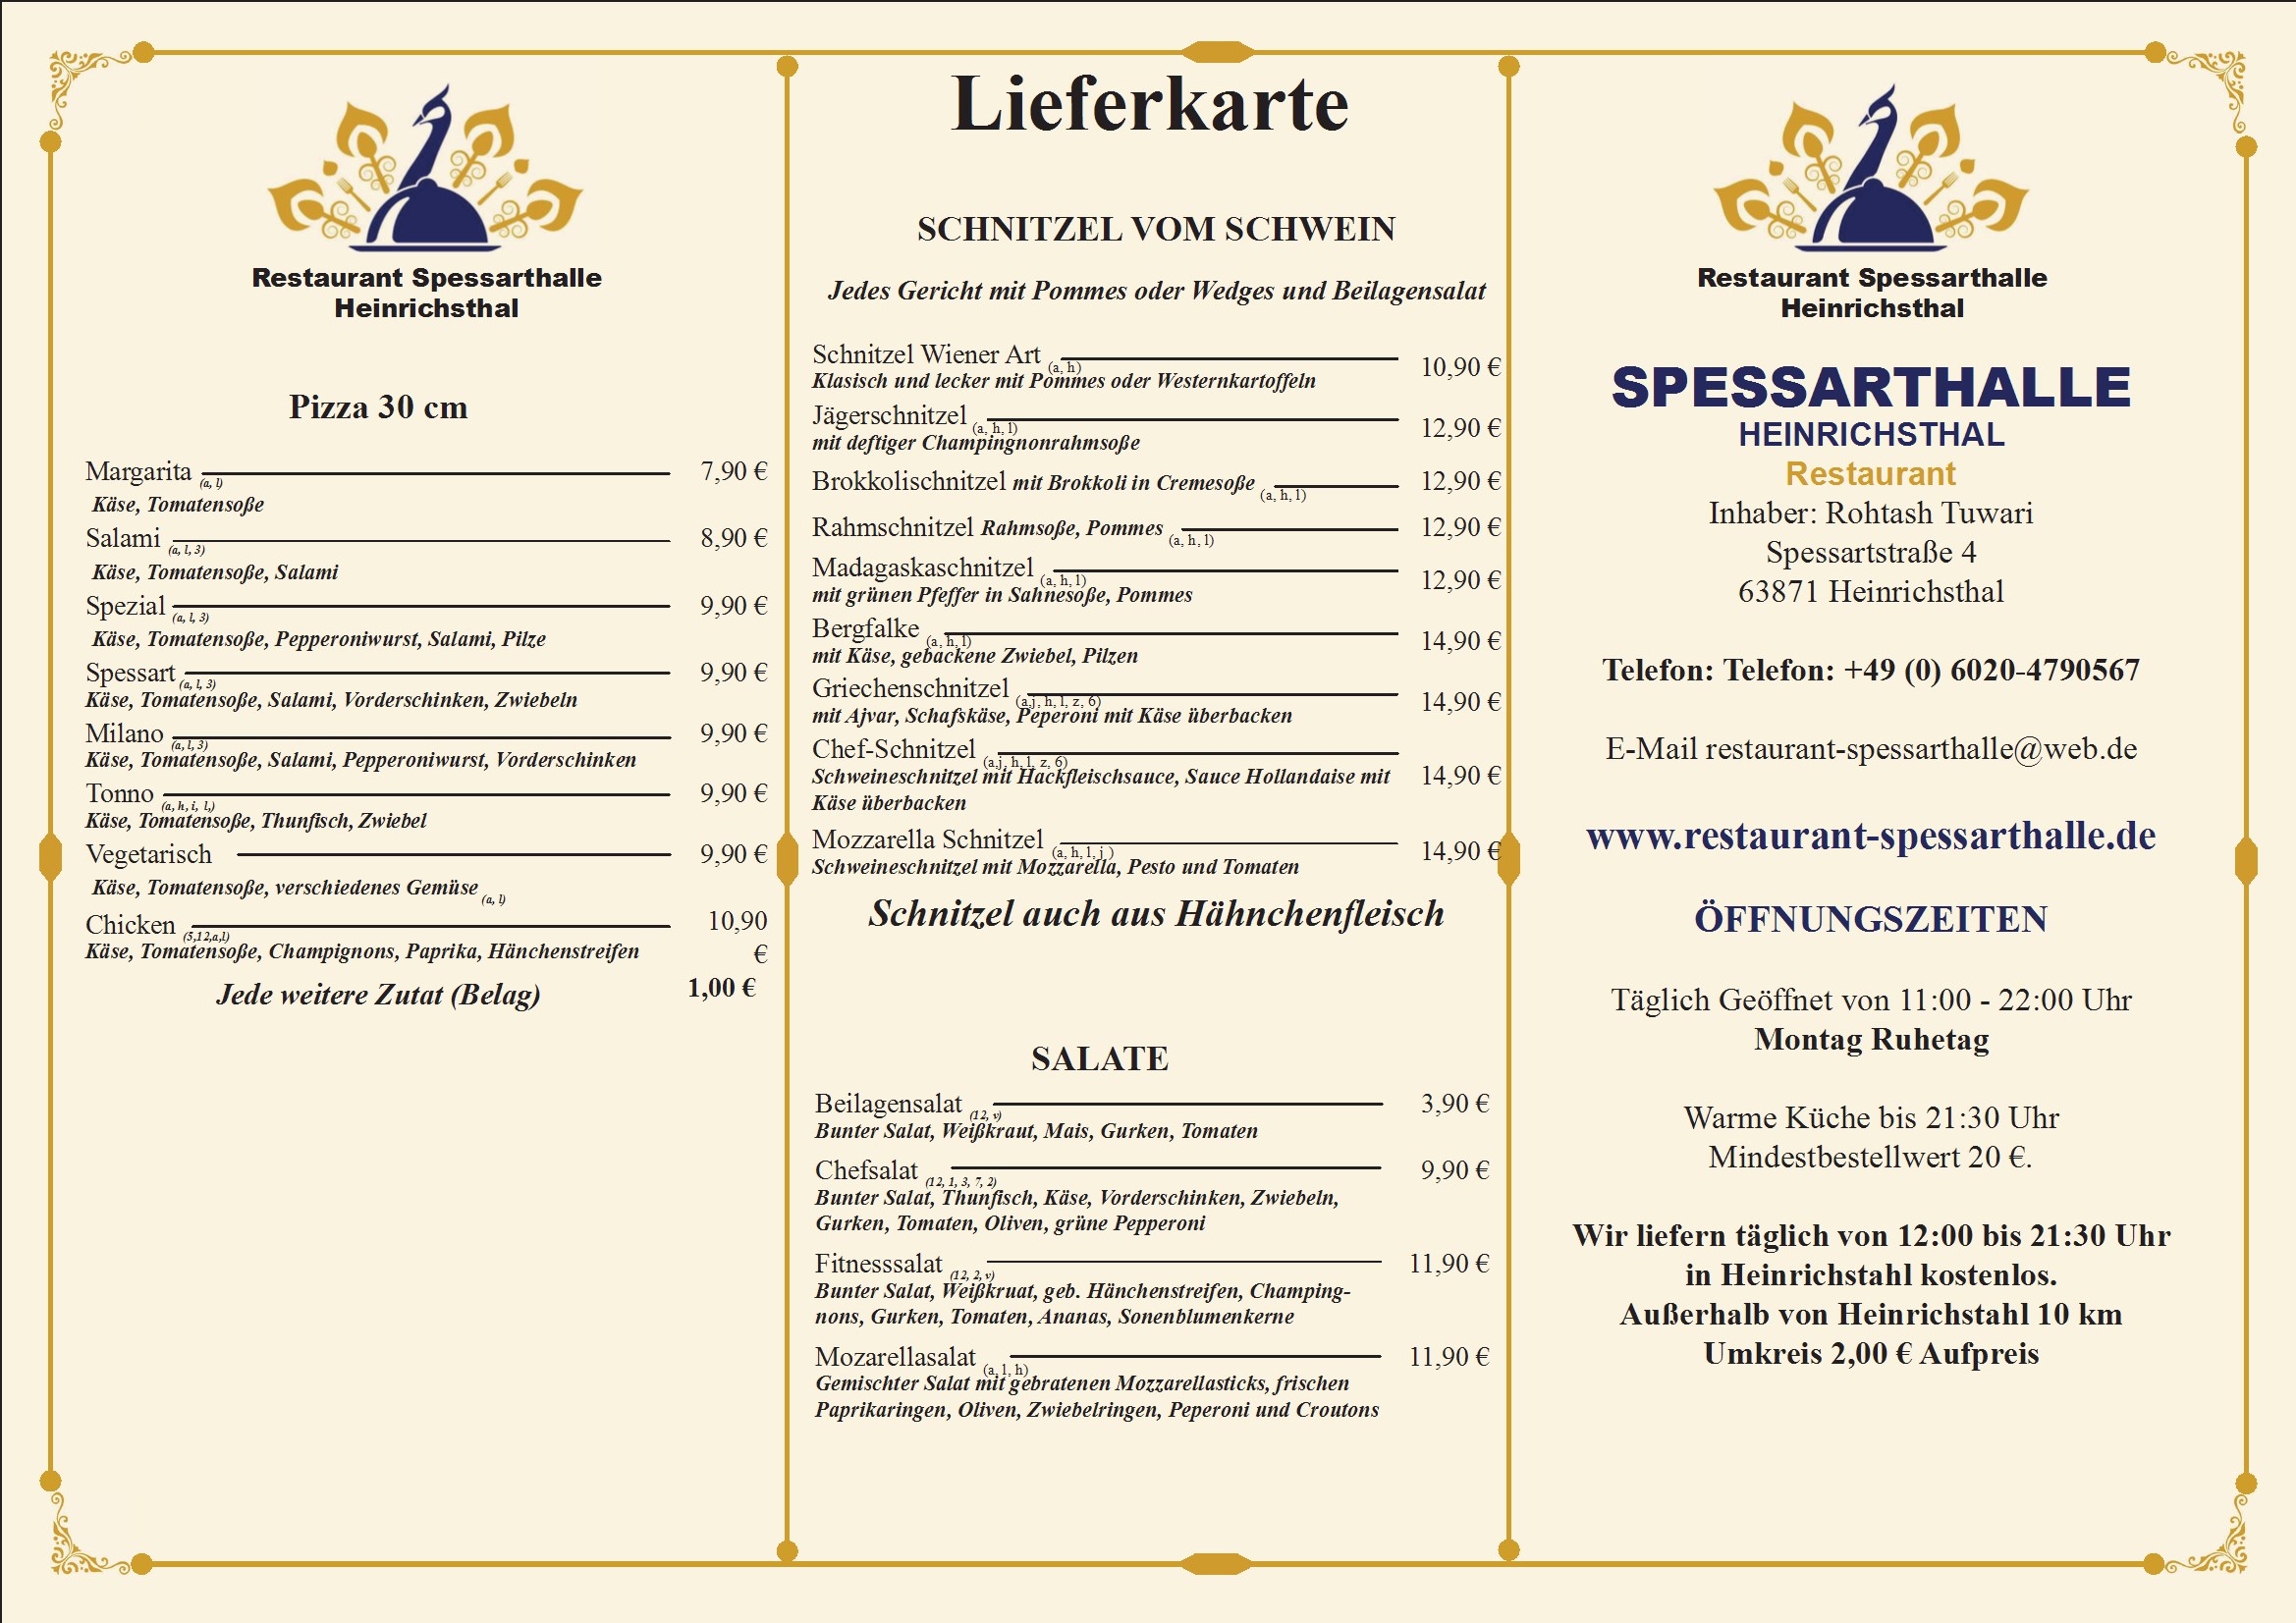 Restaurant Spessarthalle
Heinrichsthal
Pizza 30 cm
Margarita (a, l) 7,90 €
Käse, Tomatensoße
Salami (a, l, 3) 8,90 €
Käse, Tomatensoße, Salami
Spezial (a, l, 3) 9,90 €
Käse, Tomatensoße, Pepperoniwurst, Salami, Pilze
Spessart (a, l, 3) 9,90 €
Käse, Tomatensoße, Salami, Vorderschinken, Zwiebeln
Milano (a, l, 3) 9,90 €
Käse, Tomatensoße, Salami, Pepperoniwurst, Vorderschinken
Tonno (a, h, i, l,) 9,90 €
Käse, Tomatensoße, Thunfisch, Zwiebel
Vegetarisch 9,90 €
Käse, Tomatensoße, verschiedenes Gemüse (a, l)
Chicken (5,12,a,l) 10,90
Käse, Tomatensoße, Champignons, Paprika, Hänchenstreifen €
Jede weitere Zutat (Belag) 1,00 €
Lieferkarte
SCHNITZEL VOM SCHWEIN
Jedes Gericht mit Pommes oder Wedges und Beilagensalat
Schnitzel Wiener Art (a, h) 10,90 €
Klasisch und lecker mit Pommes oder Westernkartoffeln
Jägerschnitzel (a, h, l) 12,90 €
mit deftiger Champingnonrahmsoße
Brokkolischnitzel mit Brokkoli in Cremesoße (a, h, l) 12,90 €
Rahmschnitzel Rahmsoße, Pommes (a, h, l) 12,90 €
Madagaskaschnitzel (a, h, l) 12,90 €
mit grünen Pfeffer in Sahnesoße, Pommes
Bergfalke (a, h, l) 14,90 €
mit Käse, gebackene Zwiebel, Pilzen
Griechenschnitzel (a,j, h, l, z, 6) 14,90 €
mit Ajvar, Schafskäse, Peperoni mit Käse überbacken
Chef-Schnitzel (a,j, h, l, z, 6)
Schweineschnitzel mit Hackfleischsauce, Sauce Hollandaise mit 14,90 €
Käse überbacken
Mozzarella Schnitzel (a, h, l, j ) 14,90 €
Schweineschnitzel mit Mozzarella, Pesto und Tomaten
Schnitzel auch aus Hähnchenfleisch
SALATE
Beilagensalat (12, v) 3,90 €
Bunter Salat, Weißkraut, Mais, Gurken, Tomaten
Chefsalat (12, 1, 3, 7, 2) 9,90 €
Bunter Salat, Thunfisch, Käse, Vorderschinken, Zwiebeln,
Gurken, Tomaten, Oliven, grüne Pepperoni
Fitnesssalat (12, 2, v) 11,90 €
Bunter Salat, Weißkruat, geb. Hänchenstreifen, Champing-
nons, Gurken, Tomaten, Ananas, Sonenblumenkerne
Mozarellasalat (a, l, h) 11,90 €
Gemischter Salat mit gebratenen Mozzarellasticks, frischen
Paprikaringen, Oliven, Zwiebelringen, Peperoni und Croutons
Restaurant Spessarthalle
Heinrichsthal
SPESSARTHALLE
HEINRICHSTHAL
Restaurant
Inhaber: Rohtash Tuwari
Spessartstraße 4
63871 Heinrichsthal
Telefon: Telefon: +49 (0) 6020-4790567
E-Mail restaurant-spessarthalle@web.de
www.restaurant-spessarthalle.de
ÖFFNUNGSZEITEN
Täglich Geöffnet von 11:00 - 22:00 Uhr
Montag Ruhetag
Warme Küche bis 21:30 Uhr
Mindestbestellwert 20 €.
Wir liefern täglich von 12:00 bis 21:30 Uhr
in Heinrichstahl kostenlos.
Außerhalb von Heinrichstahl 10 km
Umkreis 2,00 € Aufpreis